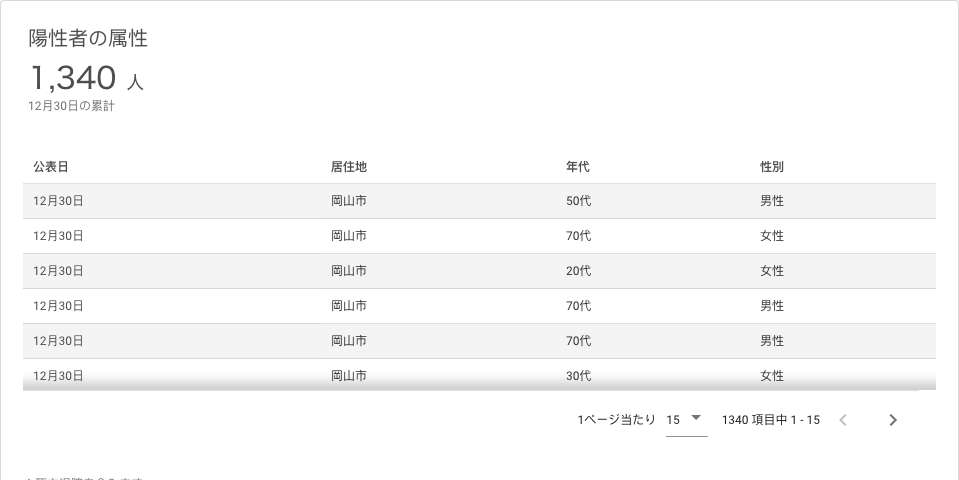 陽性者の属性
1,340 人
12月30日の累計
公表日 居住地 年代 性別
12月30日 岡山市 50代 男性
12月30日 岡山市 70代 女性
12月30日 岡山市 20代 女性
12月30日 岡山市 70代 男性
12月30日 岡山市 70代 男性
12月30日 岡山市 30代 女性
1ページ当たり 15 1340 項目中 1 - 15